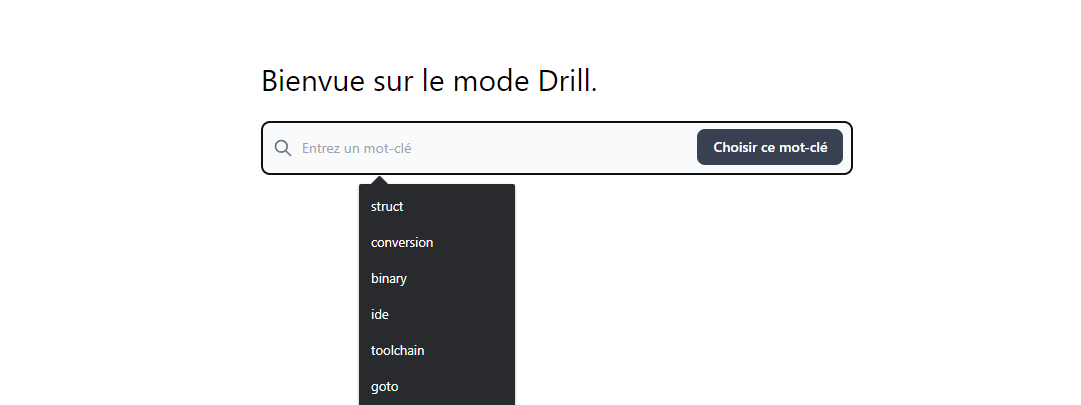 Bienvue sur le mode Drill.
Entrez un mot-clé
Choisir ce mot-clé
struct
conversion
binary
ide
toolchain
goto